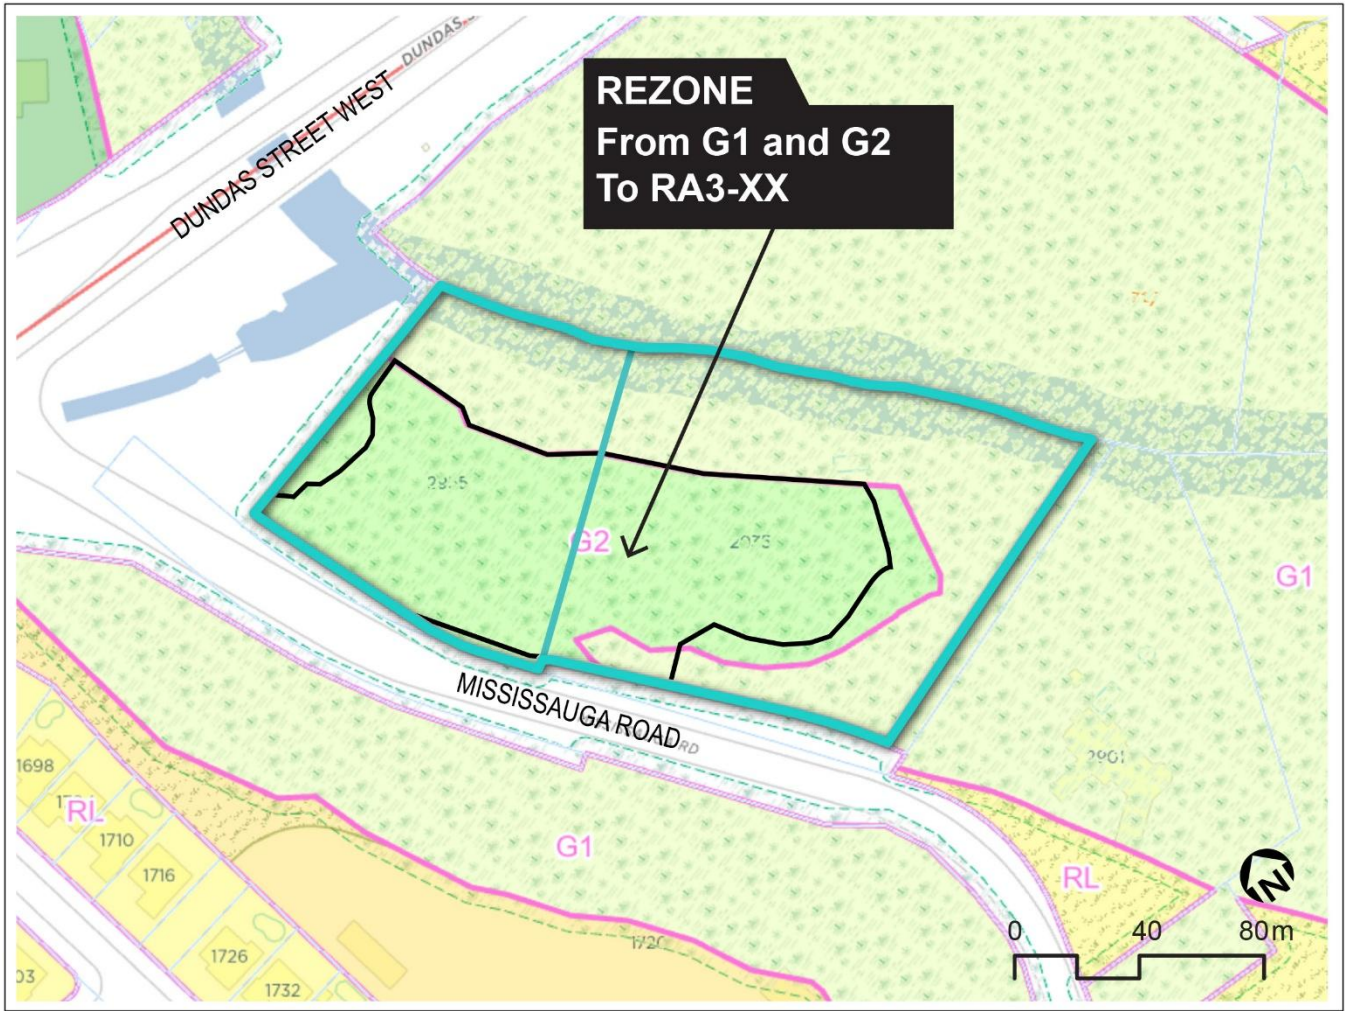 DUNDAS
DUNDAS STREET WEST
REZONE
From G1 and G2
To RA3-XX
G2
G1
MISSISSAUGA ROAD
RD
2901
1698
RL
1710
1716
G1
RL
N
1726
1732
0 40 80m